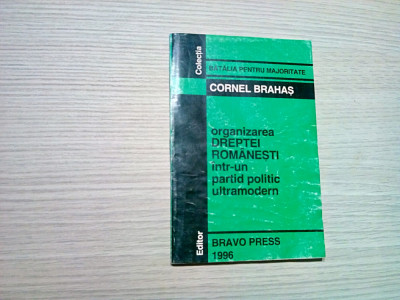 Colecția
BĂTĂLIA PENTRU MAJORITATE
CORNEL BRAHAȘ
organizarea
DREPTEI
ROMÂNEȘTI
într-un
partid politic
ultramodern
Editor
BRAVO PRESS
1996